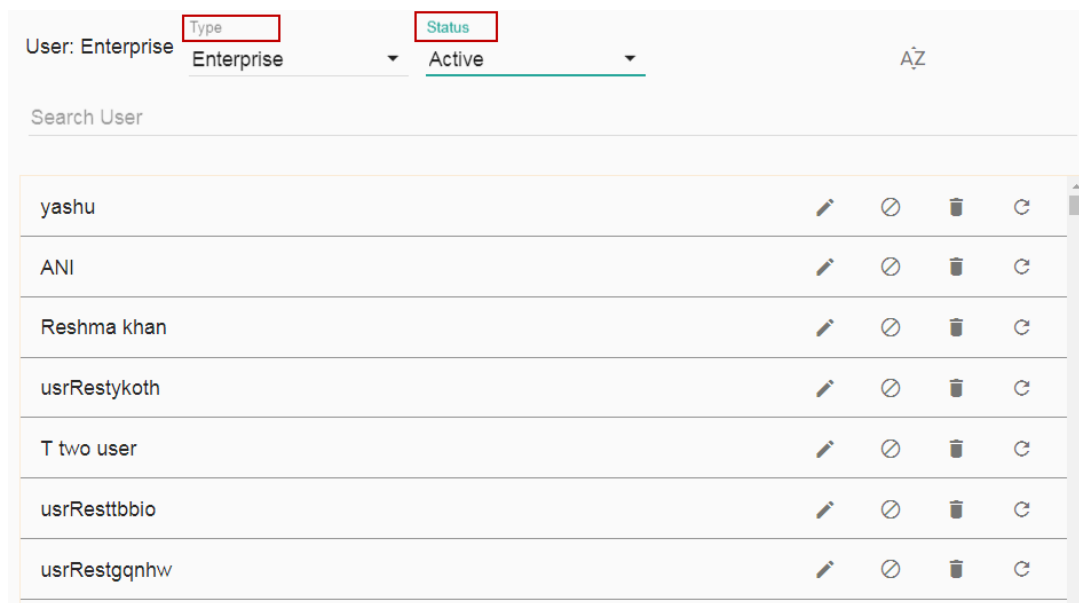 Type Status
User: Enterprise Enterprise Active AZ
Search User
yashu
ANI
Reshma khan
usrRestykoth
T two user
usrResttbbio
usrRestgqnhw